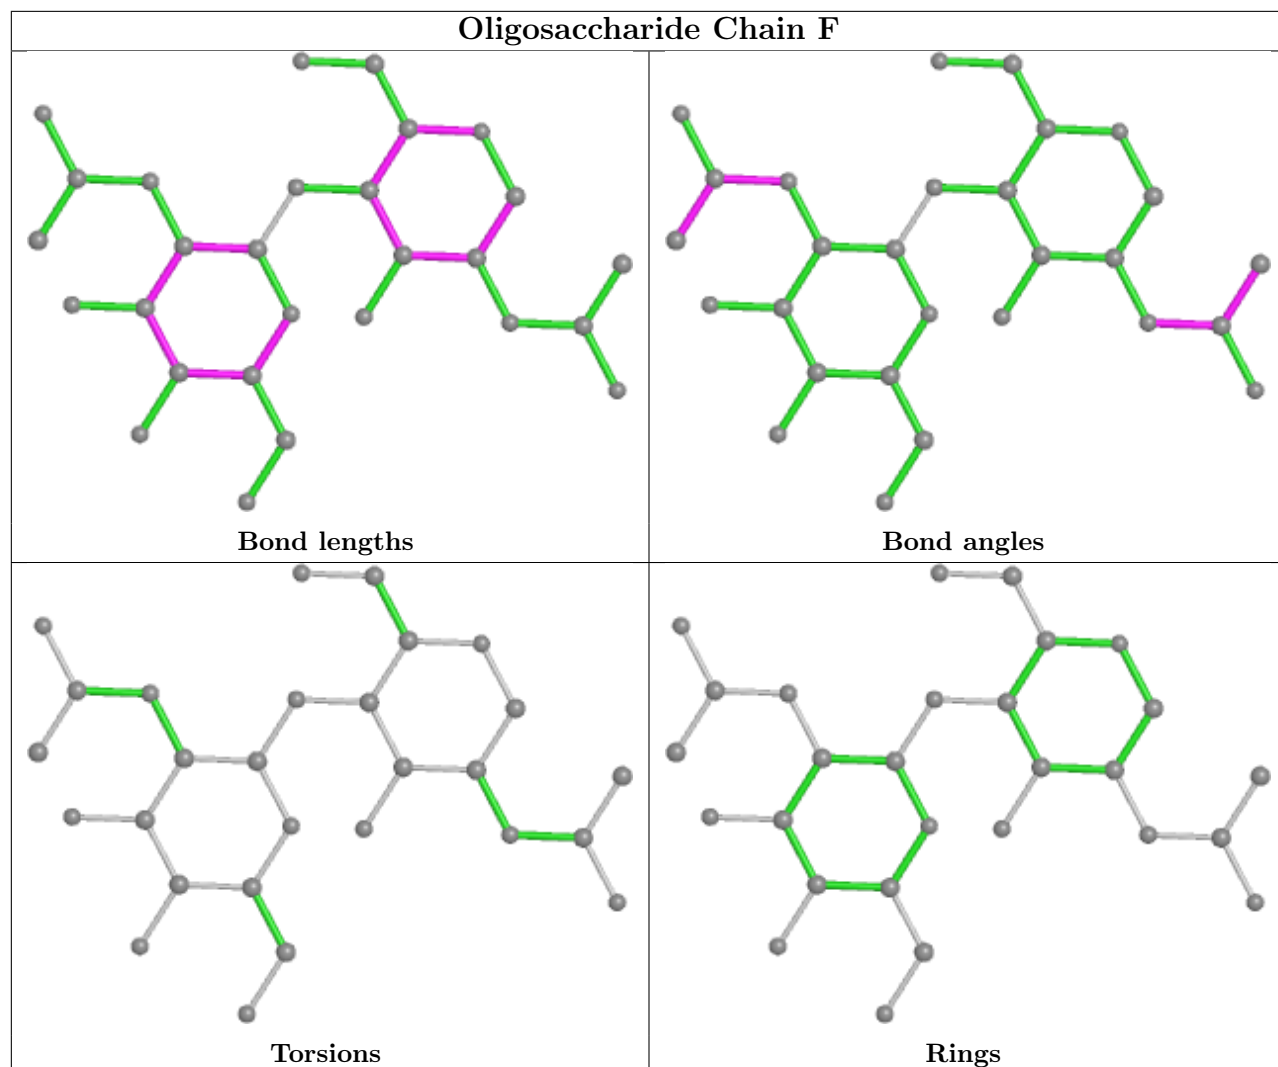 Oligosaccharide Chain F
Bond lengths
Bond angles
Torsions
Rings